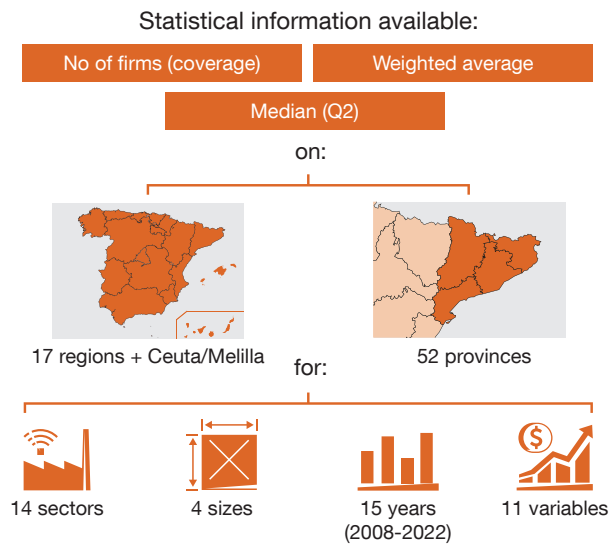 Statistical information available:
No of firms (coverage)
Weighted average
Median (Q2)
on:
17 regions + Ceuta/Melilla
52 provinces
for:
$
14 sectors
4 sizes
15 years
(2008-2022)
11 variables